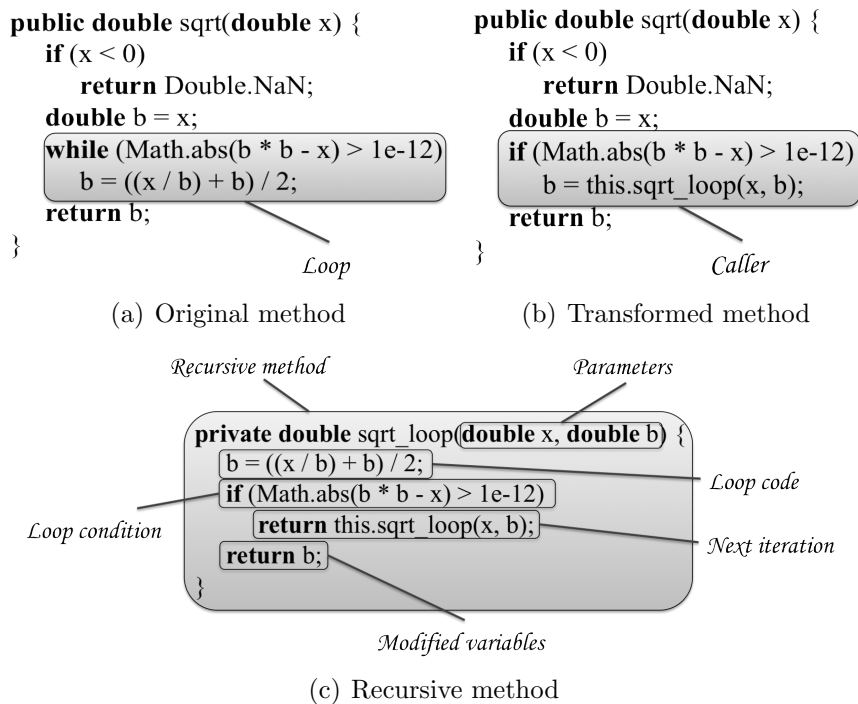 public double sqrt(double x) {
if (x < 0)
return Double.NaN;
double b = x;
while (Math.abs(b * b - x) > 1e-12)
b = ((x / b) + b) / 2;
return b;
}
Loop
(a) Original method
public double sqrt(double x) {
if (x < 0)
return Double.NaN;
double b = x;
if (Math.abs(b * b - x) > 1e-12)
b = this.sqrt_loop(x, b);
return b;
}
Caller
(b) Transformed method
Recursive method
Parameters
private double sqrt_loop(double x, double b) {
b = ((x / b) + b) / 2;
if (Math.abs(b * b - x) > 1e-12)
return this.sqrt_loop(x, b);
return b;
}
Loop code
Loop condition
Next iteration
Modified variables
(c) Recursive method